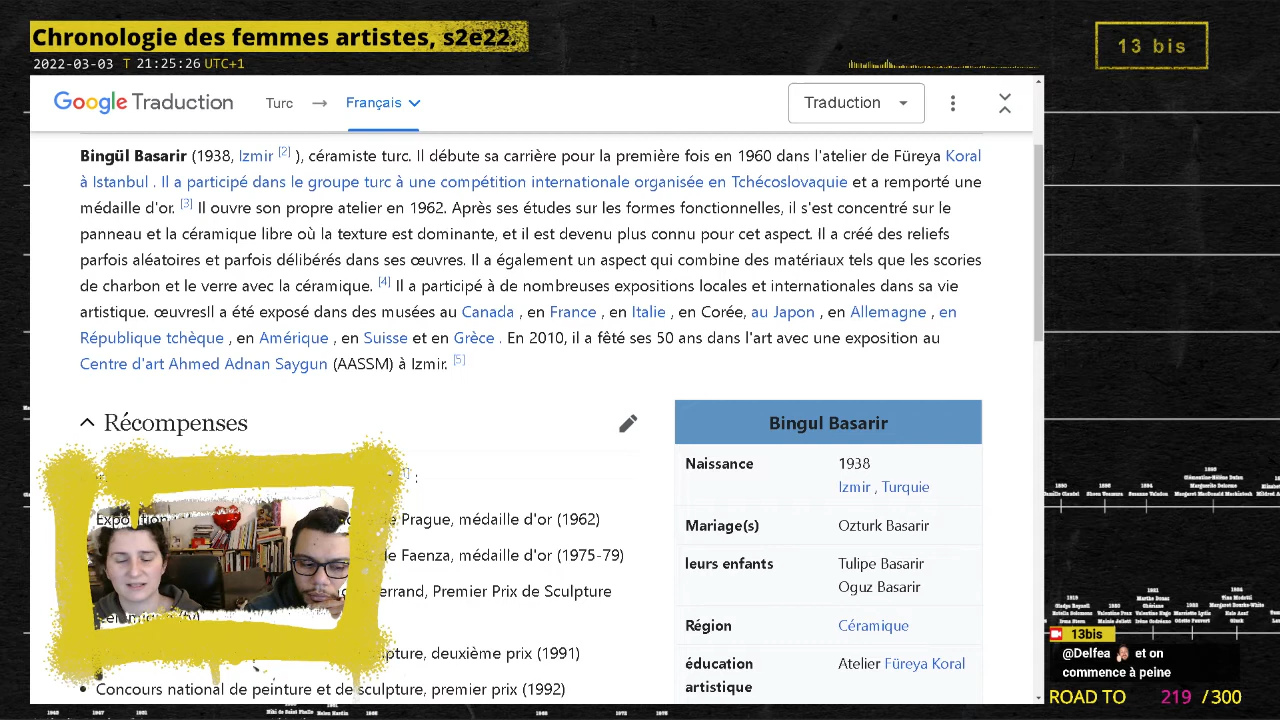 Chronologie des femmes artistes, s2e22.
2022-03-03 T 21:25:26 UTC+1
13 bis
Google Traduction Turc → Français Traduction
Bingül Basarir (1938, Izmir [2] ), céramiste turc. Il débute sa carrière pour la première fois en 1960 dans l'atelier de Füreya Koral
à Istanbul . Il a participé dans le groupe turc à une compétition internationale organisée en Tchécoslovaquie et a remporté une
médaille d'or. [3] Il ouvre son propre atelier en 1962. Après ses études sur les formes fonctionnelles, il s'est concentré sur le
panneau et la céramique libre où la texture est dominante, et il est devenu plus connu pour cet aspect. Il a créé des reliefs
parfois aléatoires et parfois délibérés dans ses œuvres. Il a également un aspect qui combine des matériaux tels que les scories
de charbon et le verre avec la céramique. [4] Il a participé à de nombreuses expositions locales et internationales dans sa vie
artistique. œuvresIl a été exposé dans des musées au Canada , en France , en Italie , en Corée, au Japon , en Allemagne , en
République tchèque , en Amérique , en Suisse et en Grèce . En 2010, il a fêté ses 50 ans dans l'art avec une exposition au
Centre d'art Ahmed Adnan Saygun (AASSM) à Izmir. [5]
Récompenses
:
Exposition
de Prague, médaille d'or (1962)
de Faenza, médaille d'or (1975-79)
errand, Premier Prix de Sculpture
pture, deuxième prix (1991)
• Concours national de peinture et de sculpture, premier prix (1992)
Bingul Basarir
Naissance 1938
Izmir , Turquie
Mariage(s) Ozturk Basarir
leurs enfants Tulipe Basarir
Oguz Basarir
Région Céramique
éducation Atelier Füreya Koral
artistique
13bis
@Delfea et on
commence à peine
ROAD TO 219 /300